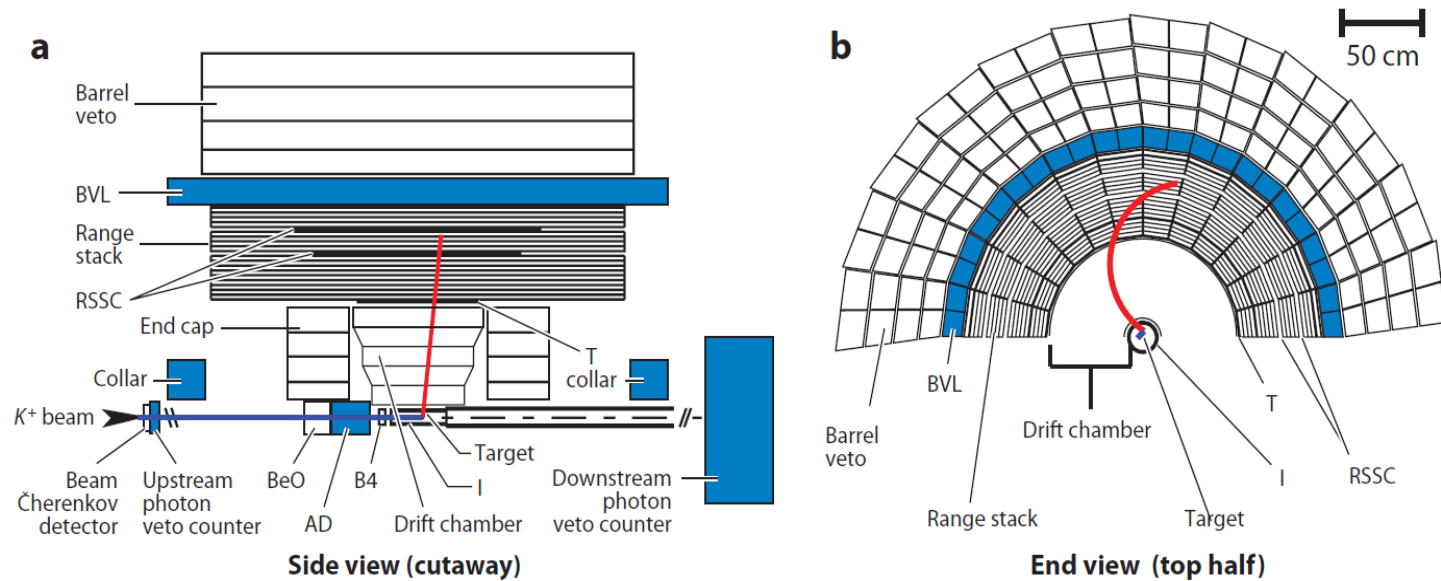 a
Barrel
veto
BVL
Range
stack
RSSC
End cap
Collar
K+ beam
T
collar
Beam
Čherenkov
detector
Upstream
photon
veto counter
BeO
AD
B4
Target
I
Drift chamber
Downstream
photon
veto counter
Side view (cutaway)
b
50 cm
Barrel
veto
BVL
Drift chamber
T
Range stack
I
RSSC
Target
End view (top half)